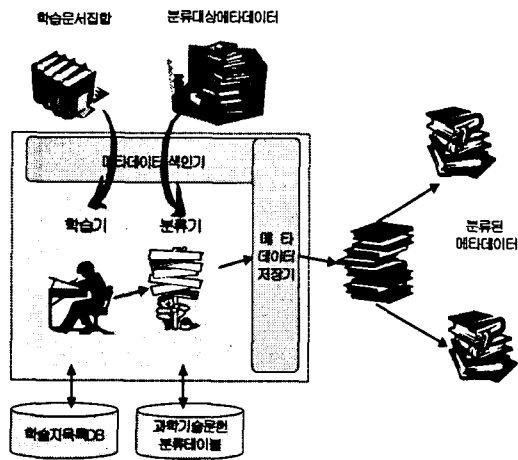 학습문서집합
분류대상메타데이터
메타데이터 색인기
학습기
분류기
메 타
데이터
저장기
분류된
메타데이터
학술지목록DB
과학기술문헌
분류테이블